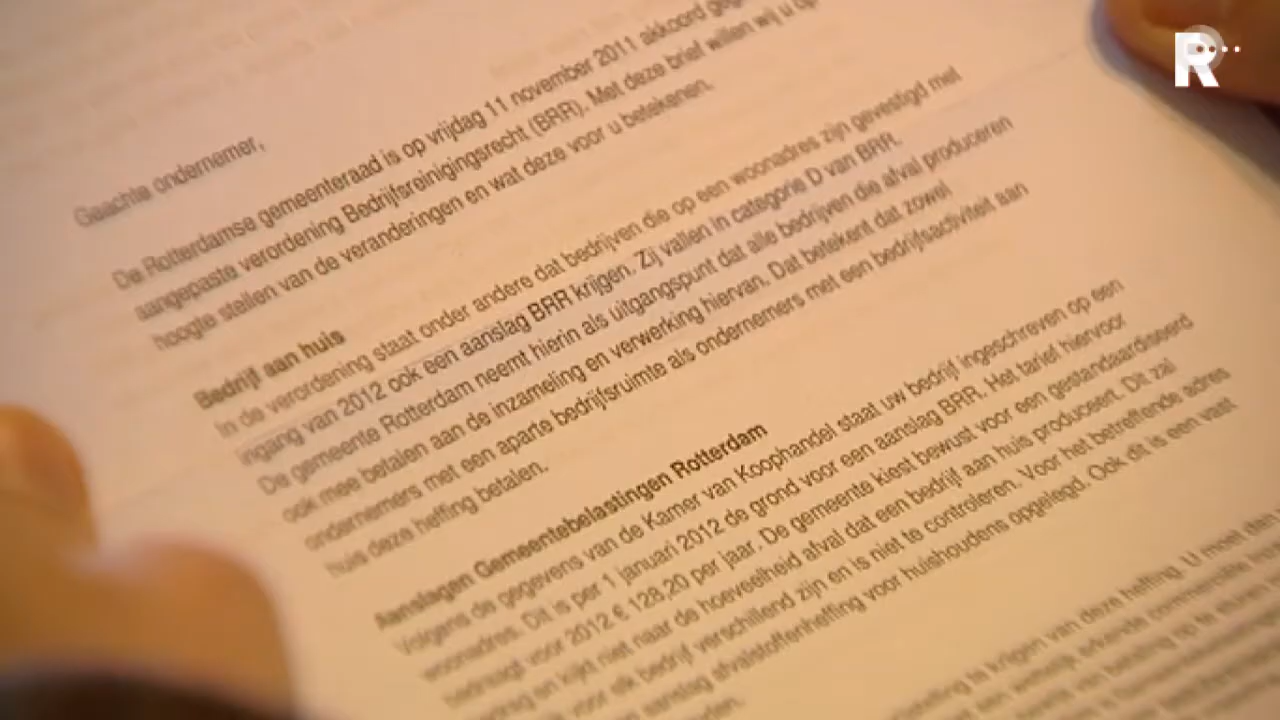 R
Geachte ondernemer,
De Rotterdamse gemeenteraad is op vrijdag 11 november 2011 akkoord
aangepaste verordening Bedrijfsreinigingsrecht (BRR). Met deze brief willen wij u op
hoogte stellen van de veranderingen en wat deze voor u betekenen.
Bedrijf aan huis
In de verordening staat onder andere dat bedrijven die op een woonadres zijn gevestigd met
ingang van 2012 ook een aanslag BRR krijgen. Zij vallen in categorie D van BRR.
De gemeente Rotterdam neemt hierin als uitgangspunt dat alle bedrijven die afval produceren
ook mee betalen aan de inzameling en verwerking hiervan. Dat betekent dat zowel
ondernemers met een aparte bedrijfsruimte als ondernemers met een bedrijfsactiviteit aan
huis deze heffing betalen.
Aanslagen Gemeentebelastingen Rotterdam
Volgens de gegevens van de Kamer van Koophandel staat uw bedrijf ingeschreven op een
woonadres. Dit is per 1 januari 2012 de grond voor een aanslag BRR. Het tarief hiervoor
bedraagt voor 2012 € 128,20 per jaar. De gemeente kiest bewust voor een gestandaardiseerd
en kijkt niet naar de hoeveelheid afval dat een bedrijf aan huis produceert. Dit zal
voor elk bedrijf verschillend zijn en is niet te controleren. Voor het betreffende adres
aanslag afvalstoffenheffing voor huishoudens opgelegd. Ook dit is een vast
te krijgen van deze heffing. U moet dan